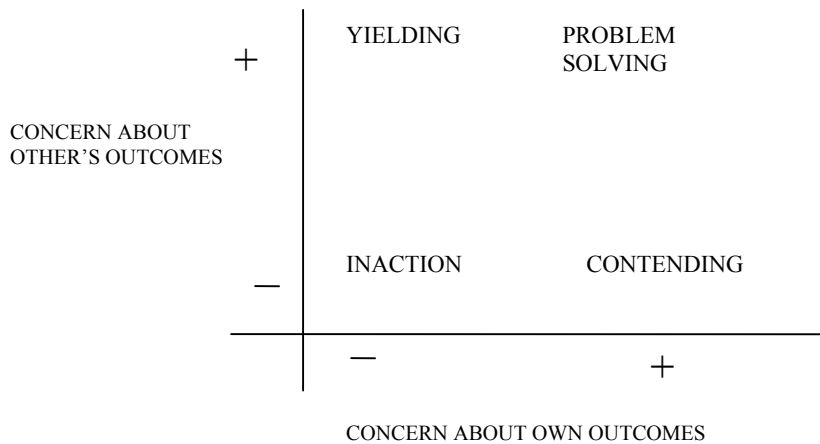 YIELDING
PROBLEM
SOLVING
+
CONCERN ABOUT
OTHER’S OUTCOMES
INACTION
CONTENDING
—
—
+
CONCERN ABOUT OWN OUTCOMES